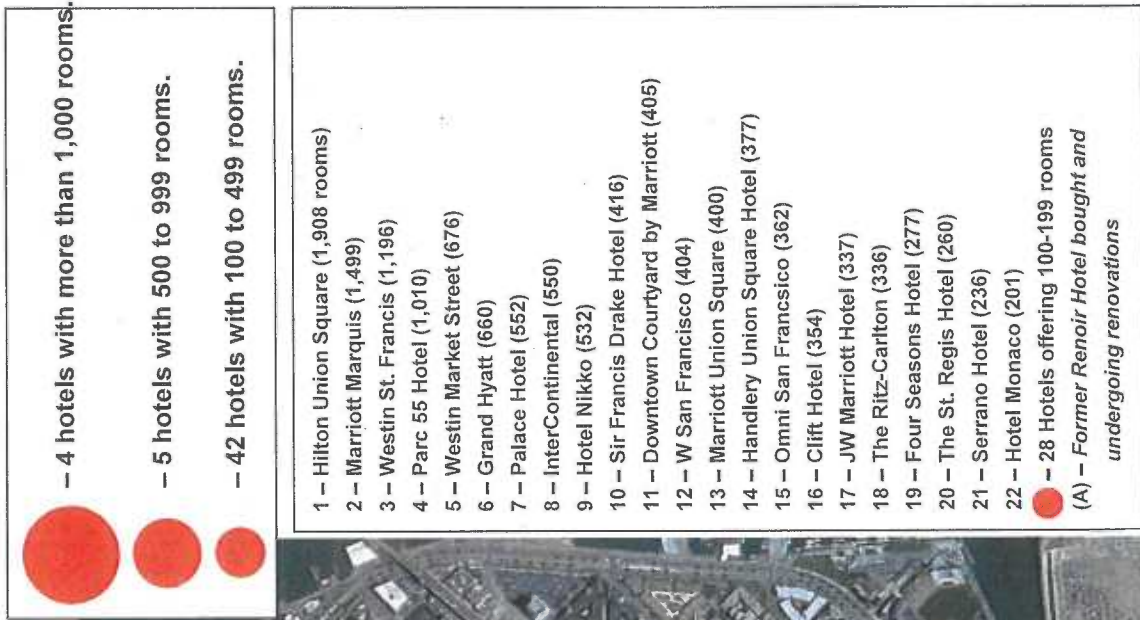 – 4 hotels with more than 1,000 rooms.
– 5 hotels with 500 to 999 rooms.
– 42 hotels with 100 to 499 rooms.
1 – Hilton Union Square (1,908 rooms)
2 – Marriott Marquis (1,499)
3 – Westin St. Francis (1,196)
4 – Parc 55 Hotel (1,010)
5 – Westin Market Street (676)
6 – Grand Hyatt (660)
7 – Palace Hotel (552)
8 – InterContinental (550)
9 – Hotel Nikko (532)
10 – Sir Francis Drake Hotel (416)
11 – Downtown Courtyard by Marriott (405)
12 – W San Francisco (404)
13 – Marriott Union Square (400)
14 – Handlery Union Square Hotel (377)
15 – Omni San Fransico (362)
16 – Clift Hotel (354)
17 – JW Marriott Hotel (337)
18 – The Ritz-Carlton (336)
19 – Four Seasons Hotel (277)
20 – The St. Regis Hotel (260)
21 – Serrano Hotel (236)
22 – Hotel Monaco (201)
– 28 Hotels offering 100-199 rooms
(A) – Former Renoir Hotel bought and
undergoing renovations